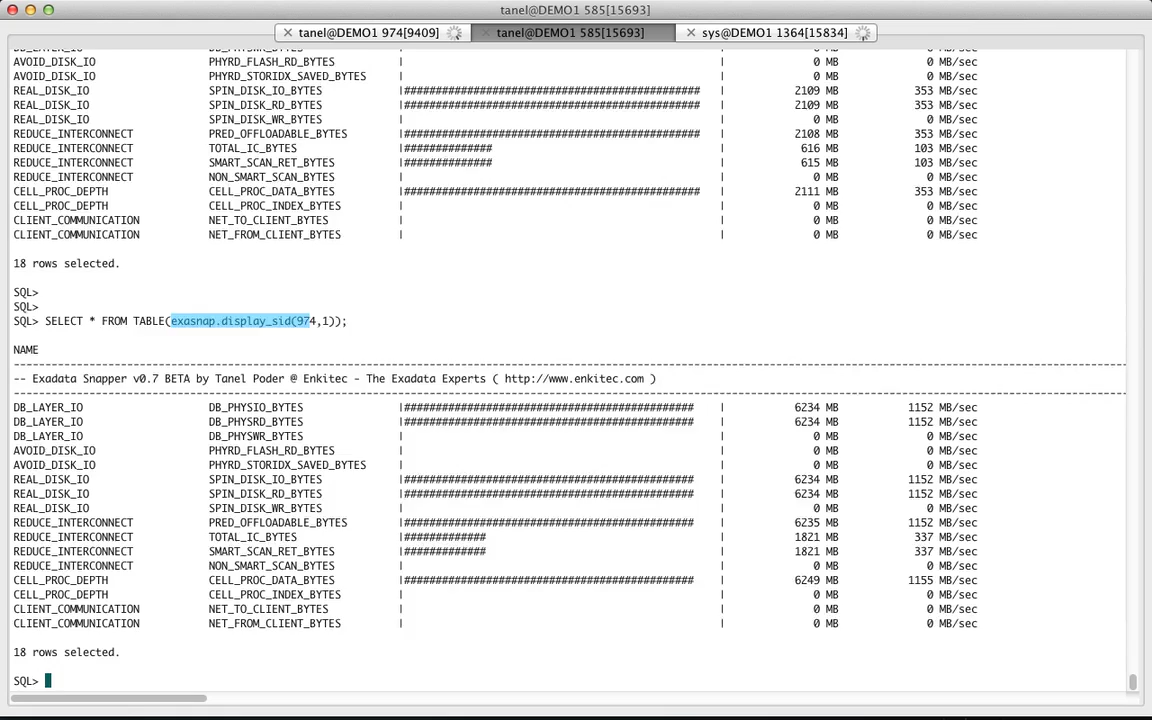 tanel@DEMO1 585[15693]
tanel@DEMO1 974[9409] tanel@DEMO1 585[15693] sys@DEMO1 1364[15834]
DB_LAYER_IO DB_PHYSWR_BYTES | | 0 MB 0 MB/sec
AVOID_DISK_IO PHYRD_FLASH_RD_BYTES | | 0 MB 0 MB/sec
AVOID_DISK_IO PHYRD_STORIDX_SAVED_BYTES | | 0 MB 0 MB/sec
REAL_DISK_IO SPIN_DISK_IO_BYTES |############################################### | 2109 MB 353 MB/sec
REAL_DISK_IO SPIN_DISK_RD_BYTES |############################################### | 2109 MB 353 MB/sec
REAL_DISK_IO SPIN_DISK_WR_BYTES | | 0 MB 0 MB/sec
REDUCE_INTERCONNECT PRED_OFFLOADABLE_BYTES |############################################### | 2108 MB 353 MB/sec
REDUCE_INTERCONNECT TOTAL_IC_BYTES |############## | 616 MB 103 MB/sec
REDUCE_INTERCONNECT SMART_SCAN_RET_BYTES |############## | 615 MB 103 MB/sec
REDUCE_INTERCONNECT NON_SMART_SCAN_BYTES | | 0 MB 0 MB/sec
CELL_PROC_DEPTH CELL_PROC_DATA_BYTES |############################################### | 2111 MB 353 MB/sec
CELL_PROC_DEPTH CELL_PROC_INDEX_BYTES | | 0 MB 0 MB/sec
CLIENT_COMMUNICATION NET_TO_CLIENT_BYTES | | 0 MB 0 MB/sec
CLIENT_COMMUNICATION NET_FROM_CLIENT_BYTES | | 0 MB 0 MB/sec
18 rows selected.
SQL>
SQL>
SQL> SELECT * FROM TABLE(exasnap.display_sid(974,1));
NAME
-- Exadata Snapper v0.7 BETA by Tanel Poder @ Enkitec - The Exadata Experts ( http://www.enkitec.com )
DB_LAYER_IO DB_PHYSIO_BYTES |############################################## | 6234 MB 1152 MB/sec
DB_LAYER_IO DB_PHYSRD_BYTES |############################################## | 6234 MB 1152 MB/sec
DB_LAYER_IO DB_PHYSWR_BYTES | | 0 MB 0 MB/sec
AVOID_DISK_IO PHYRD_FLASH_RD_BYTES | | 0 MB 0 MB/sec
AVOID_DISK_IO PHYRD_STORIDX_SAVED_BYTES | | 0 MB 0 MB/sec
REAL_DISK_IO SPIN_DISK_IO_BYTES |############################################## | 6234 MB 1152 MB/sec
REAL_DISK_IO SPIN_DISK_RD_BYTES |############################################## | 6234 MB 1152 MB/sec
REAL_DISK_IO SPIN_DISK_WR_BYTES | | 0 MB 0 MB/sec
REDUCE_INTERCONNECT PRED_OFFLOADABLE_BYTES |############################################## | 6235 MB 1152 MB/sec
REDUCE_INTERCONNECT TOTAL_IC_BYTES |############# | 1821 MB 337 MB/sec
REDUCE_INTERCONNECT SMART_SCAN_RET_BYTES |############# | 1821 MB 337 MB/sec
REDUCE_INTERCONNECT NON_SMART_SCAN_BYTES | | 0 MB 0 MB/sec
CELL_PROC_DEPTH CELL_PROC_DATA_BYTES |############################################## | 6249 MB 1155 MB/sec
CELL_PROC_DEPTH CELL_PROC_INDEX_BYTES | | 0 MB 0 MB/sec
CLIENT_COMMUNICATION NET_TO_CLIENT_BYTES | | 0 MB 0 MB/sec
CLIENT_COMMUNICATION NET_FROM_CLIENT_BYTES | | 0 MB 0 MB/sec
18 rows selected.
SQL>